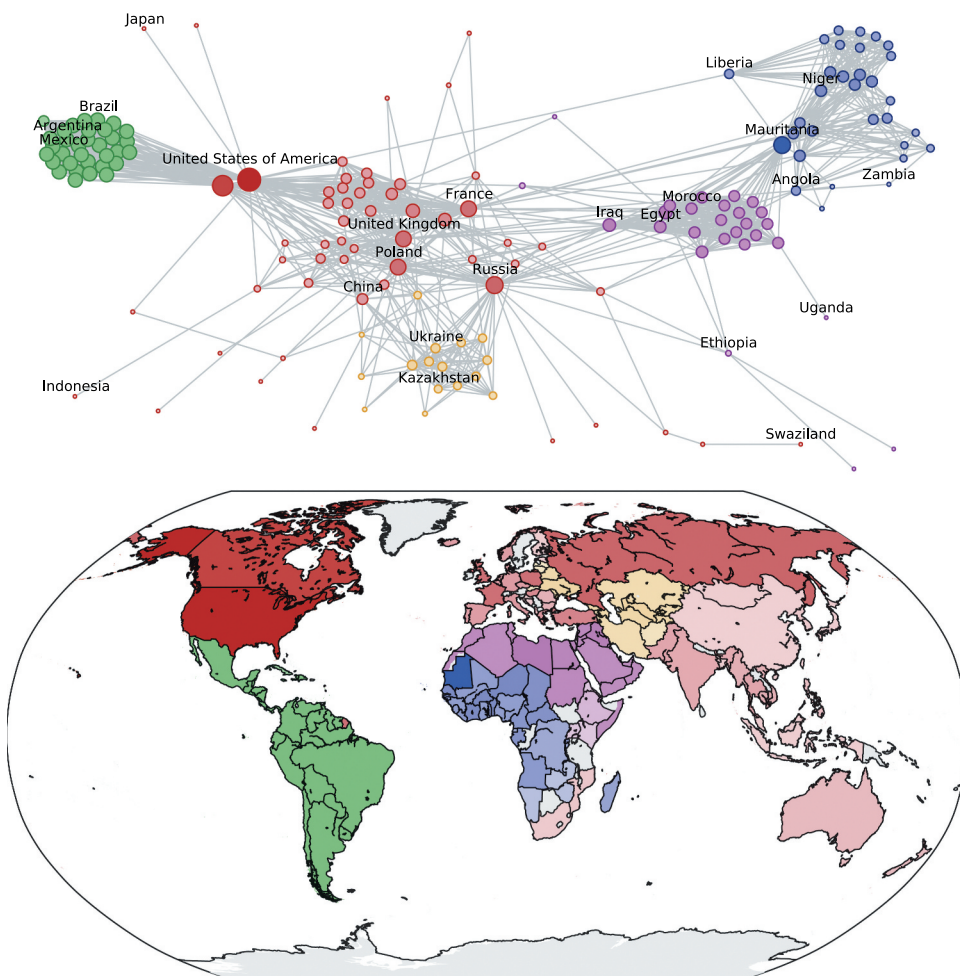 Japan
Liberia
Niger
Brazil
Argentina
Mexico
Mauritania
United States of America
Zambia
Angola
France
Morocco
Iraq
Egypt
United Kingdom
Poland
Russia
China
Uganda
Ukraine
Ethiopia
Kazakhstan
Indonesia
Swaziland